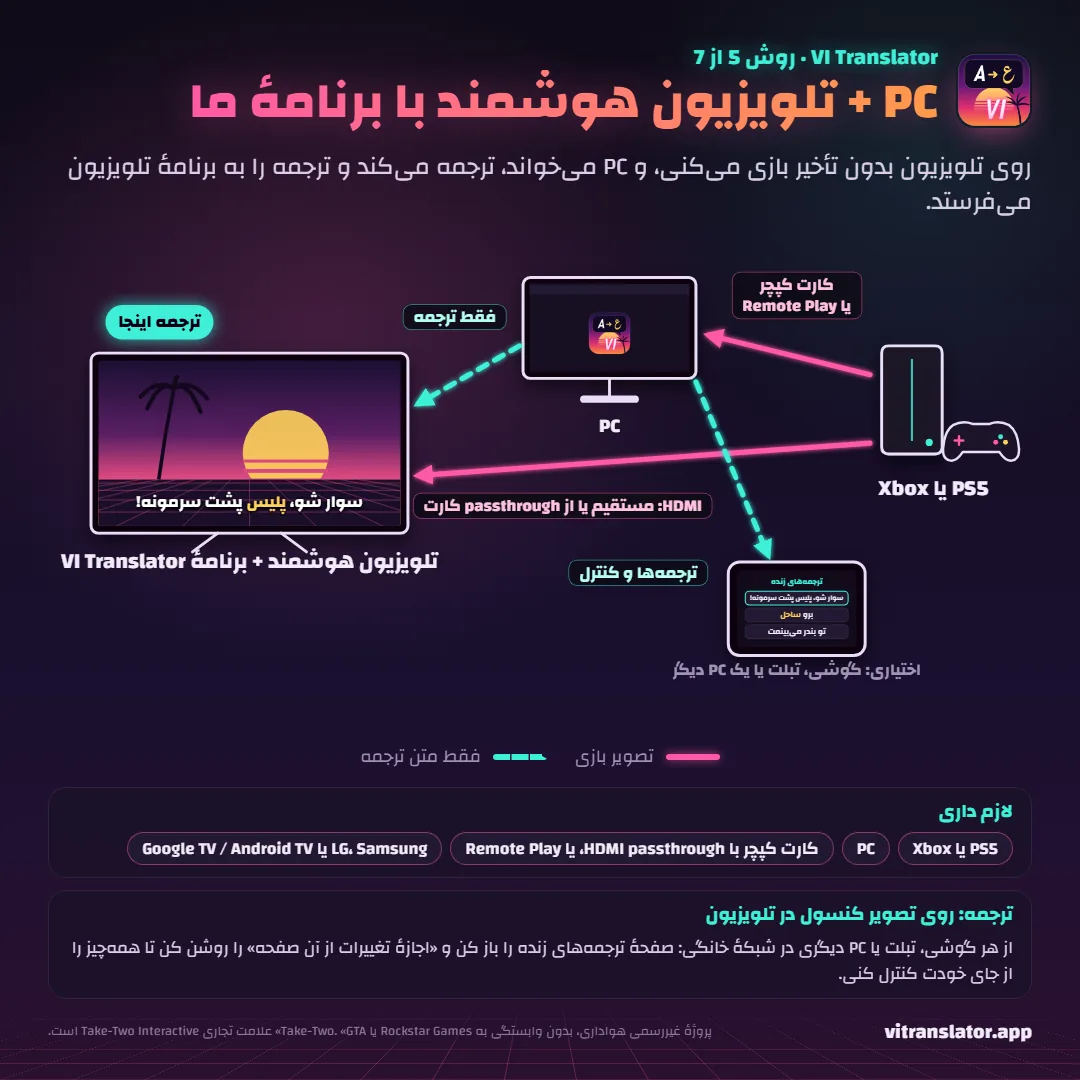 VI Translator · روش 5 از 7
PC + تلویزیون هوشمند با برنامهٔ ما
A→ع
VI
روی تلویزیون بدون تأخیر بازی می‌کنی، و PC می‌خواند، ترجمه می‌کند و ترجمه را به برنامهٔ تلویزیون
می‌فرستد.
کارت کپچر
یا Remote Play
فقط ترجمه
ترجمه اینجا
A→ع
VI
PC
PS5 یا Xbox
سوار شو، پلیس پشت سرمونه!
HDMI: مستقیم یا از passthrough کارت
تلویزیون هوشمند + برنامهٔ VI Translator
ترجمه‌ها و کنترل
ترجمه‌های زنده
سوار شو، پلیس پشت سرمونه!
برو ساحل
تو بندر می‌بینمت
اختیاری: گوشی، تبلت یا یک PC دیگر
تصویر بازی
فقط متن ترجمه
لازم داری
PS5 یا Xbox
PC
کارت کپچر با HDMI passthrough، یا Remote Play
LG، Samsung یا Google TV / Android TV
ترجمه: روی تصویر کنسول در تلویزیون
از هر گوشی، تبلت یا PC دیگری در شبکهٔ خانگی: صفحهٔ ترجمه‌های زنده را باز کن و «اجازهٔ تغییرات از آن صفحه» را روشن کن تا همه‌چیز را
از جای خودت کنترل کنی.
vitranslator.app
پروژهٔ غیررسمی هواداری، بدون وابستگی به Rockstar Games یا Take-Two. «GTA» علامت تجاری Take-Two Interactive است.